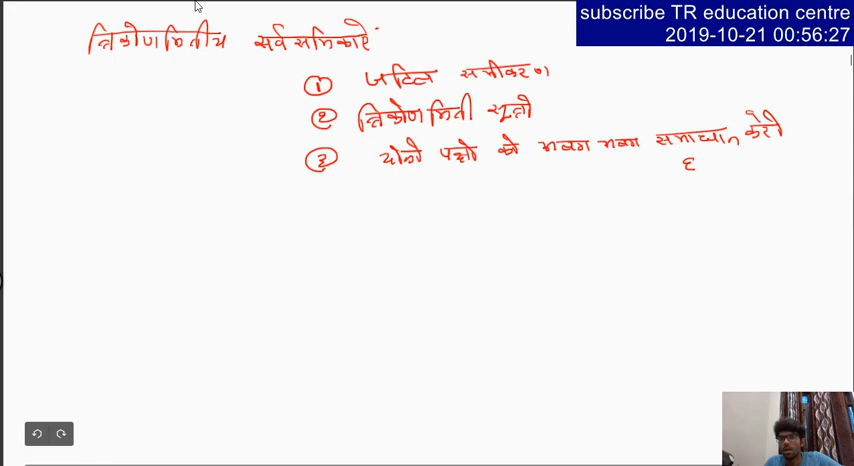 subscribe TR education centre
2019-10-21 00:56:27
त्रिकोणमितीय सर्वसमिकाएँ
① जटिल समीकरण
② त्रिकोणमिती सूत्रो
③ दोनो पक्षो को अलग अलग समाधान करते
है